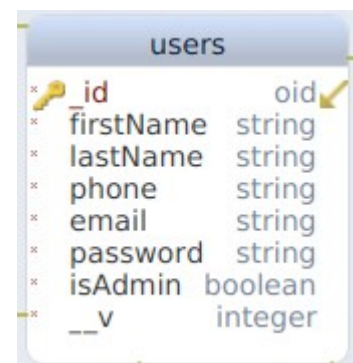 users
_id oid
firstName string
lastName string
phone string
email string
password string
isAdmin boolean
__v integer